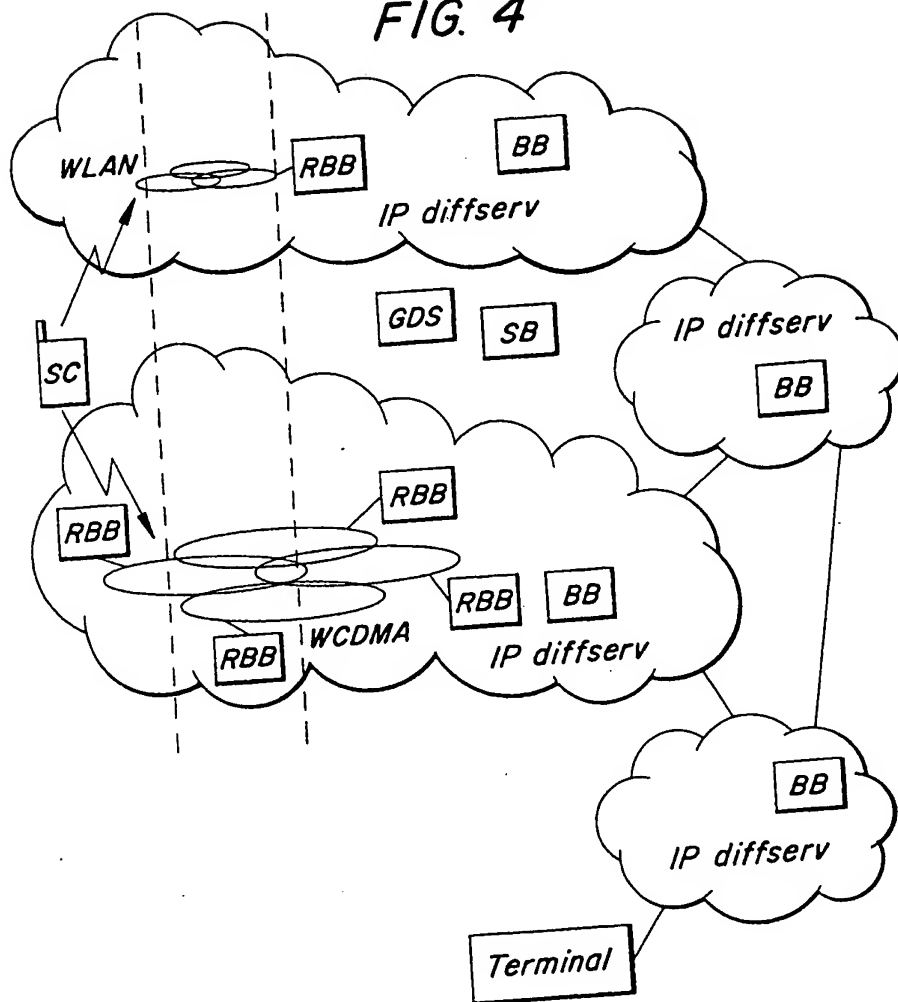 FIG. 4
WLAN
RBB
BB
IP diffserv
GDS
SB
SC
IP diffserv
BB
RBB
RBB
RBB
BB
RBB
WCDMA
IP diffserv
BB
IP diffserv
Terminal